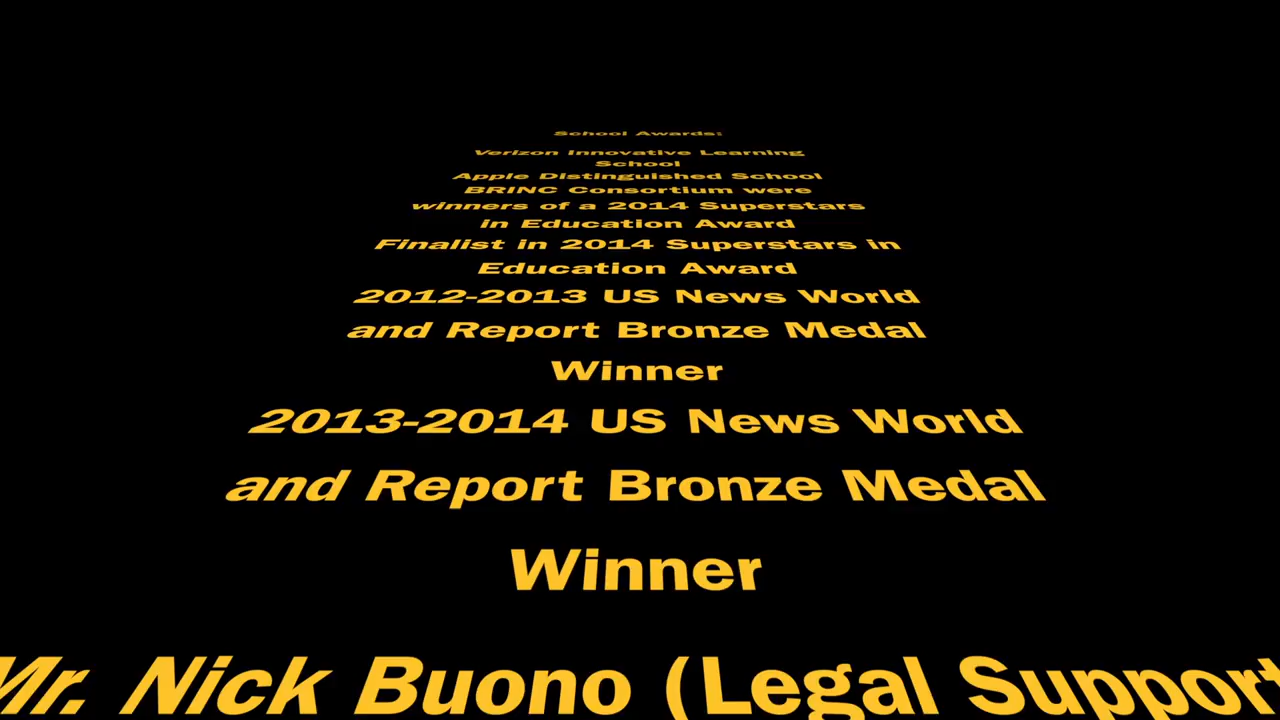 School Awards:
Verizon Innovative Learning
School
Apple Distinguished School
BRINC Consortium were
winners of a 2014 Superstars
in Education Award
Finalist in 2014 Superstars in
Education Award
2012-2013 US News World
and Report Bronze Medal
Winner
2013-2014 US News World
and Report Bronze Medal
Winner
Mr. Nick Buono (Legal Support